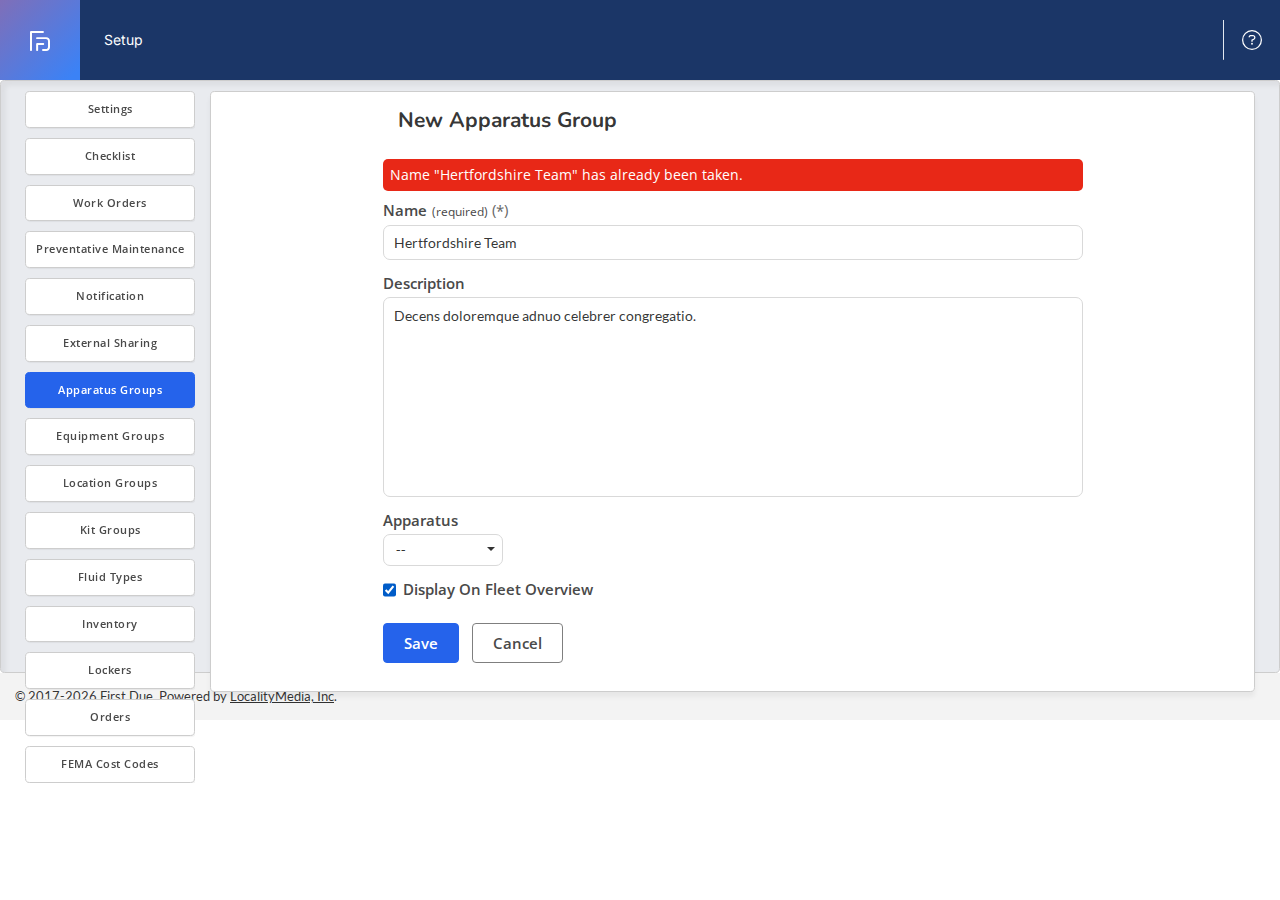 Setup
Settings
Checklist
Work Orders
Preventative Maintenance
Notification
External Sharing
Apparatus Groups
Equipment Groups
Location Groups
Kit Groups
Fluid Types
Inventory
Lockers
Orders
FEMA Cost Codes
New Apparatus Group
Name "Hertfordshire Team" has already been taken.
Name (required) (*)
Hertfordshire Team
Description
Decens doloremque adnuo celebrer congregatio.
Apparatus
--
Display On Fleet Overview
Save
Cancel
© 2017-2026 First Due. Powered by LocalityMedia, Inc.